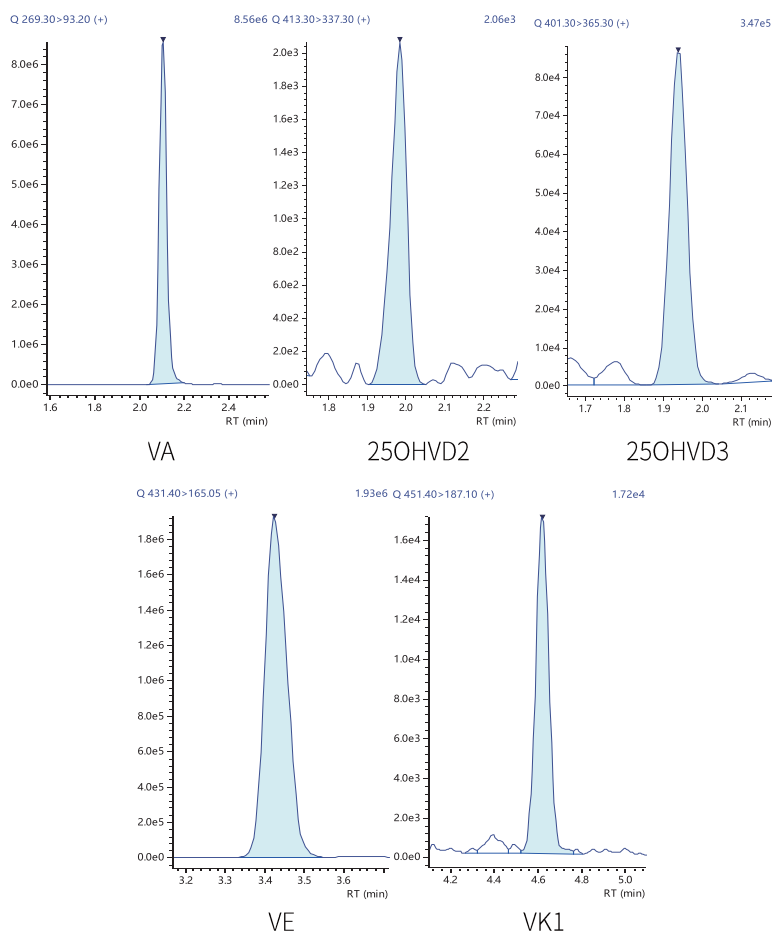 Q 269.30>93.20 (+) 8.56e6
8.0e6
7.0e6
6.0e6
5.0e6
4.0e6
3.0e6
2.0e6
1.0e6
0.0e0
1.6 1.8 2.0 2.2 2.4
RT (min)
VA
Q 413.30>337.30 (+) 2.06e3
2.0e3
1.8e3
1.6e3
1.4e3
1.2e3
1.0e3
8.0e2
6.0e2
4.0e2
2.0e2
0.0e0
1.8 1.9 2.0 2.1 2.2
RT (min)
25OHVD2
Q 401.30>365.30 (+) 3.47e5
8.0e4
7.0e4
6.0e4
5.0e4
4.0e4
3.0e4
2.0e4
1.0e4
0.0e0
1.7 1.8 1.9 2.0 2.1
RT (min)
25OHVD3
Q 431.40>165.05 (+) 1.93e6
1.8e6
1.6e6
1.4e6
1.2e6
1.0e6
8.0e5
6.0e5
4.0e5
2.0e5
0.0e0
3.2 3.3 3.4 3.5 3.6
RT (min)
VE
Q 451.40>187.10 (+) 1.72e4
1.6e4
1.4e4
1.2e4
1.0e4
8.0e3
6.0e3
4.0e3
2.0e3
0.0e0
4.2 4.4 4.6 4.8 5.0
RT (min)
VK1